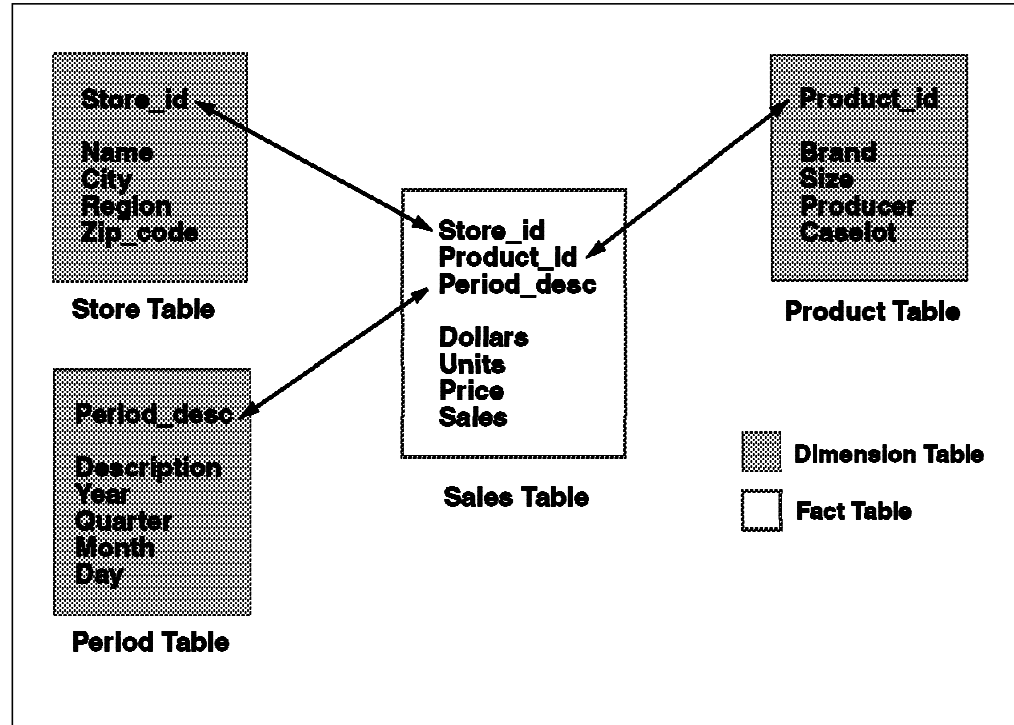 Store_id
Name
City
Region
Zip_code
Store Table
Product_id
Brand
Size
Producer
Caselot
Product Table
Store_id
Product_id
Period_desc
Dollars
Units
Price
Sales
Sales Table
Period_desc
Description
Year
Quarter
Month
Day
Period Table
Dimension Table
Fact Table